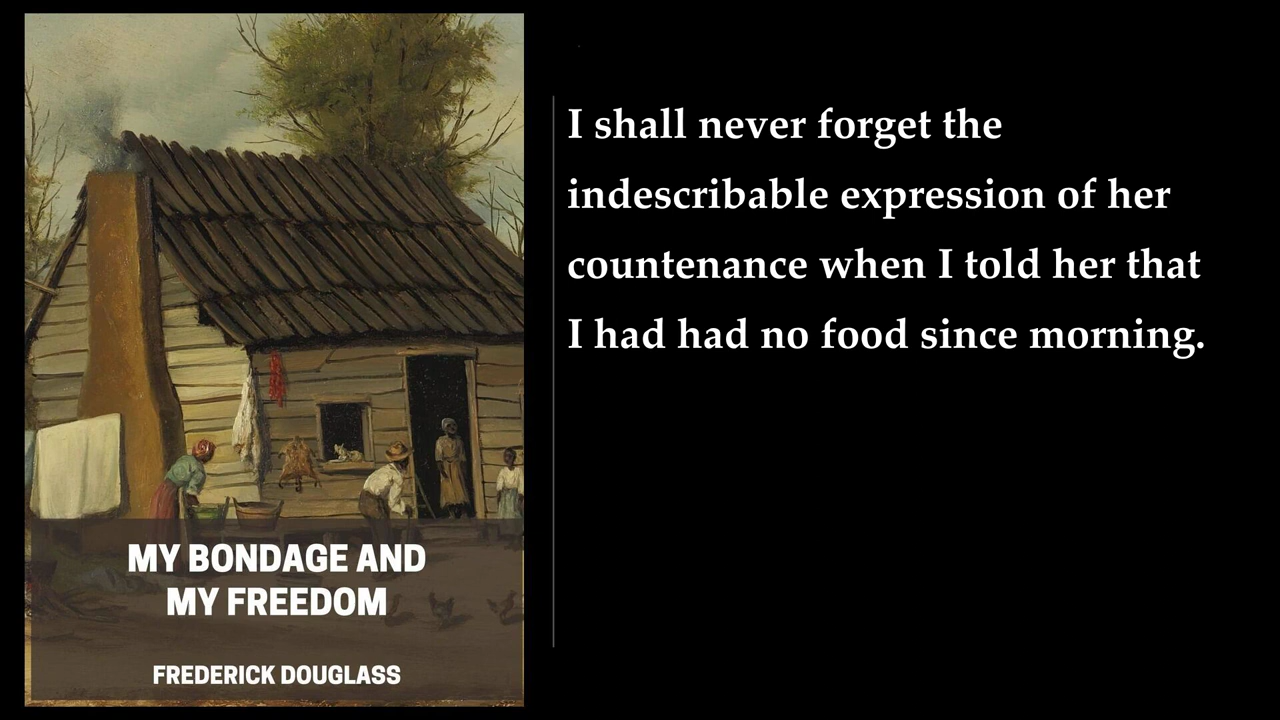 MY BONDAGE AND
MY FREEDOM
FREDERICK DOUGLASS
I shall never forget the
indescribable expression of her
countenance when I told her that
I had had no food since morning.